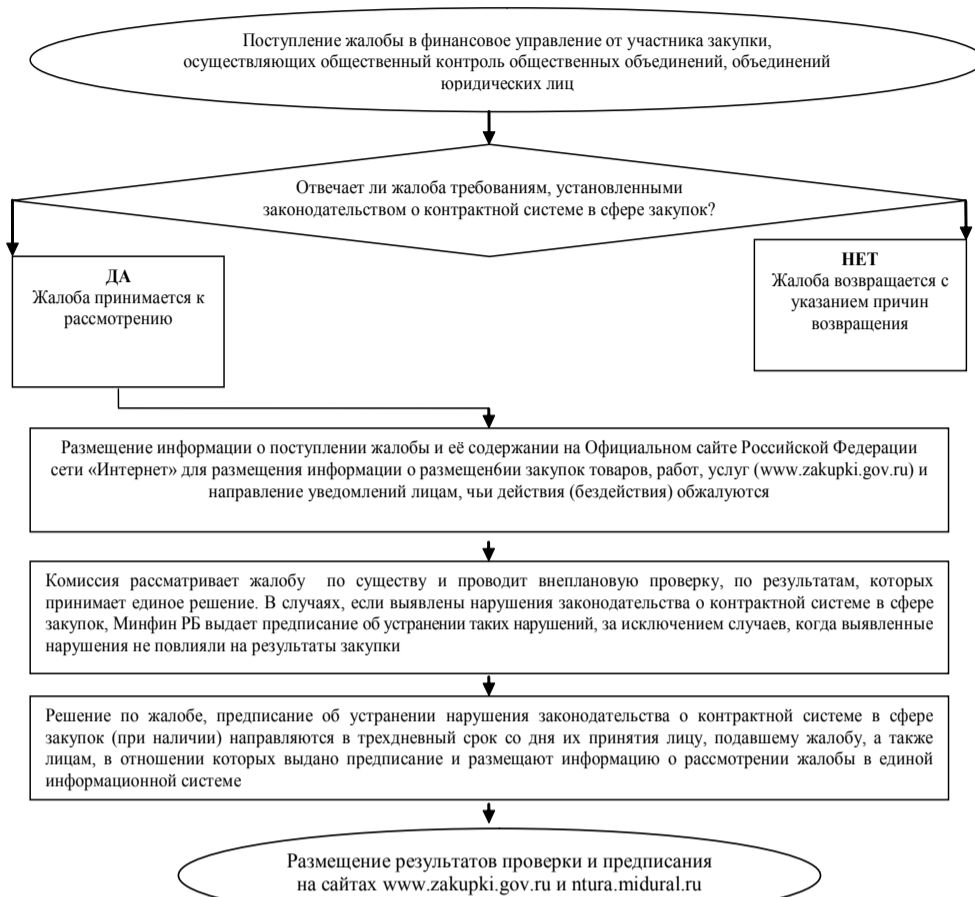 Поступление жалобы в финансовое управление от участника закупки,
осуществляющих общественный контроль общественных объединений, объединений
юридических лиц
Отвечает ли жалоба требованиям, установленными
законодательством о контрактной системе в сфере закупок?
ДА
Жалоба принимается к
рассмотрению
НЕТ
Жалоба возвращается с
указанием причин
возвращения
Размещение информации о поступлении жалобы и её содержании на Официальном сайте Российской Федерации
сети «Интернет» для размещения информации о размещен6ии закупок товаров, работ, услуг (www.zakupki.gov.ru) и
направление уведомлений лицам, чьи действия (бездействия) обжалуются
Комиссия рассматривает жалобу по существу и проводит внеплановую проверку, по результатам, которых
принимает единое решение. В случаях, если выявлены нарушения законодательства о контрактной системе в сфере
закупок, Минфин РБ выдает предписание об устранении таких нарушений, за исключением случаев, когда выявленные
нарушения не повлияли на результаты закупки
Решение по жалобе, предписание об устранении нарушения законодательства о контрактной системе в сфере
закупок (при наличии) направляются в трехдневный срок со дня их принятия лицу, подавшему жалобу, а также
лицам, в отношении которых выдано предписание и размещают информацию о рассмотрении жалобы в единой
информационной системе
Размещение результатов проверки и предписания
на сайтах www.zakupki.gov.ru и ntura.midural.ru